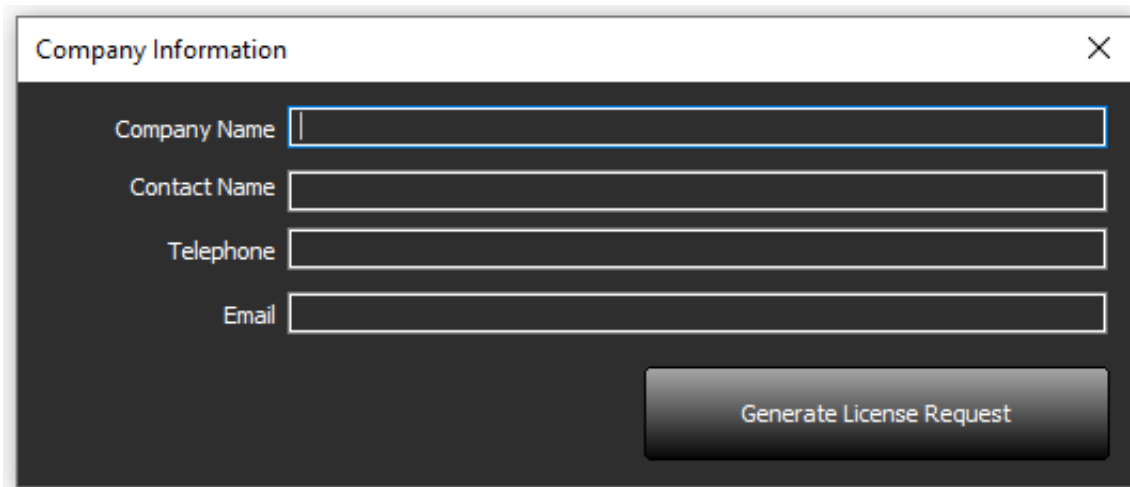 Company Information
Company Name
Contact Name
Telephone
Email
Generate License Request